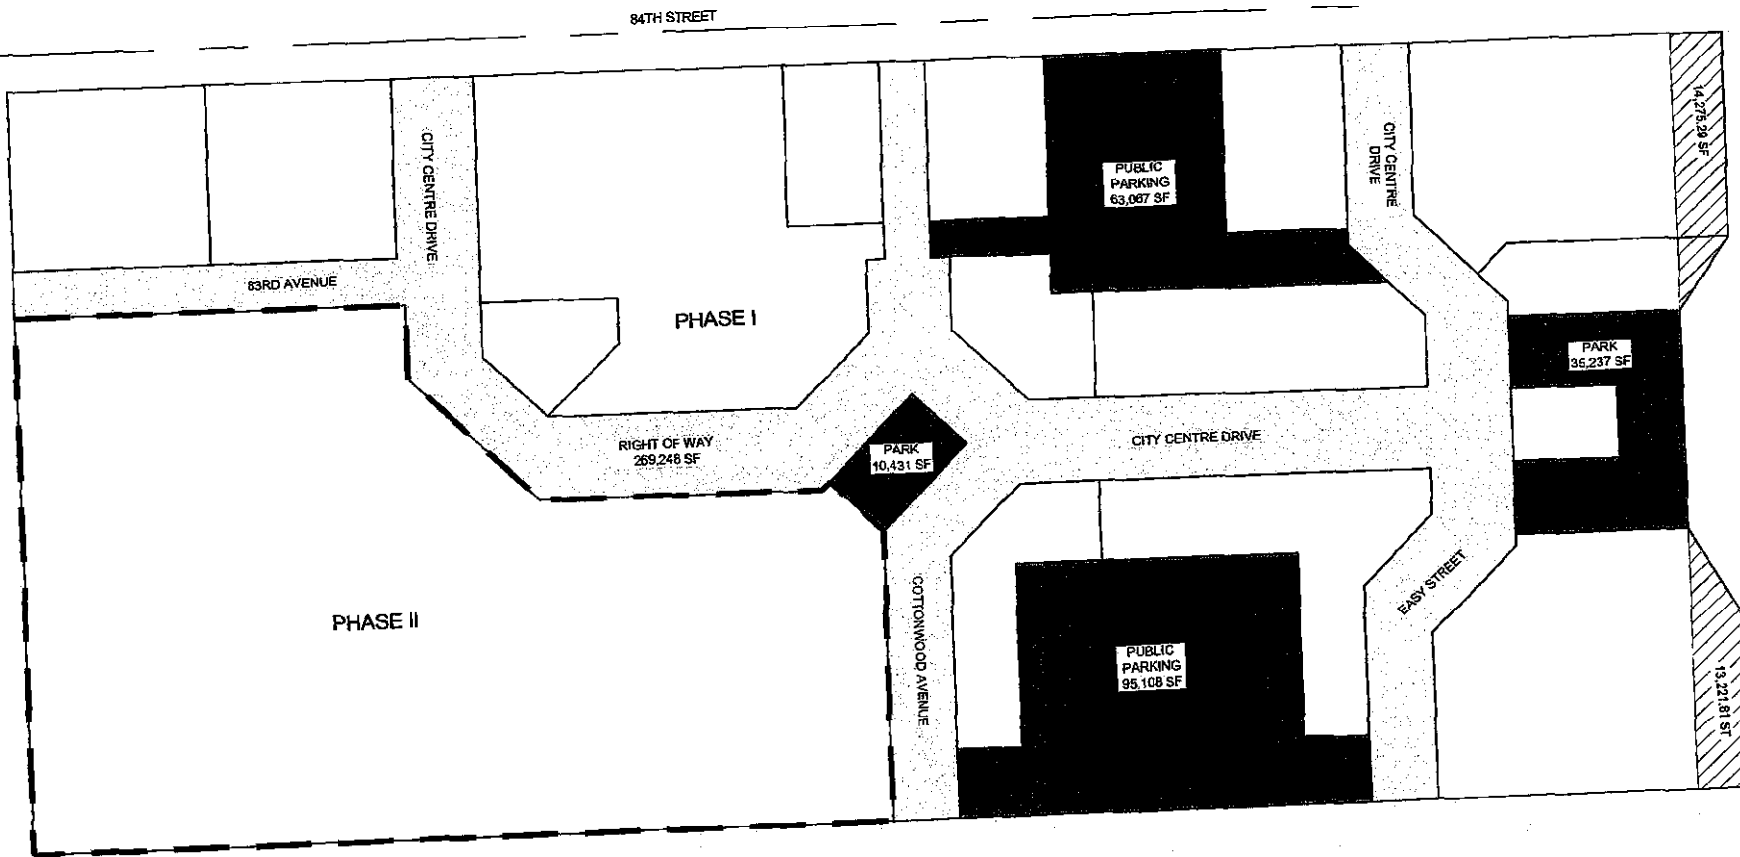 84TH STREET
14,275.29 SF
CITY CENTRE DRIVE
CITY CENTRE
DRIVE
PUBLIC
PARKING
63,067 SF
83RD AVENUE
PHASE I
PARK
35,237 SF
RIGHT OF WAY
269,248 SF
PARK
10,431 SF
CITY CENTRE DRIVE
EASY STREET
COTTONWOOD AVENUE
PHASE II
PUBLIC
PARKING
95,108 SF
13,221.81 ST